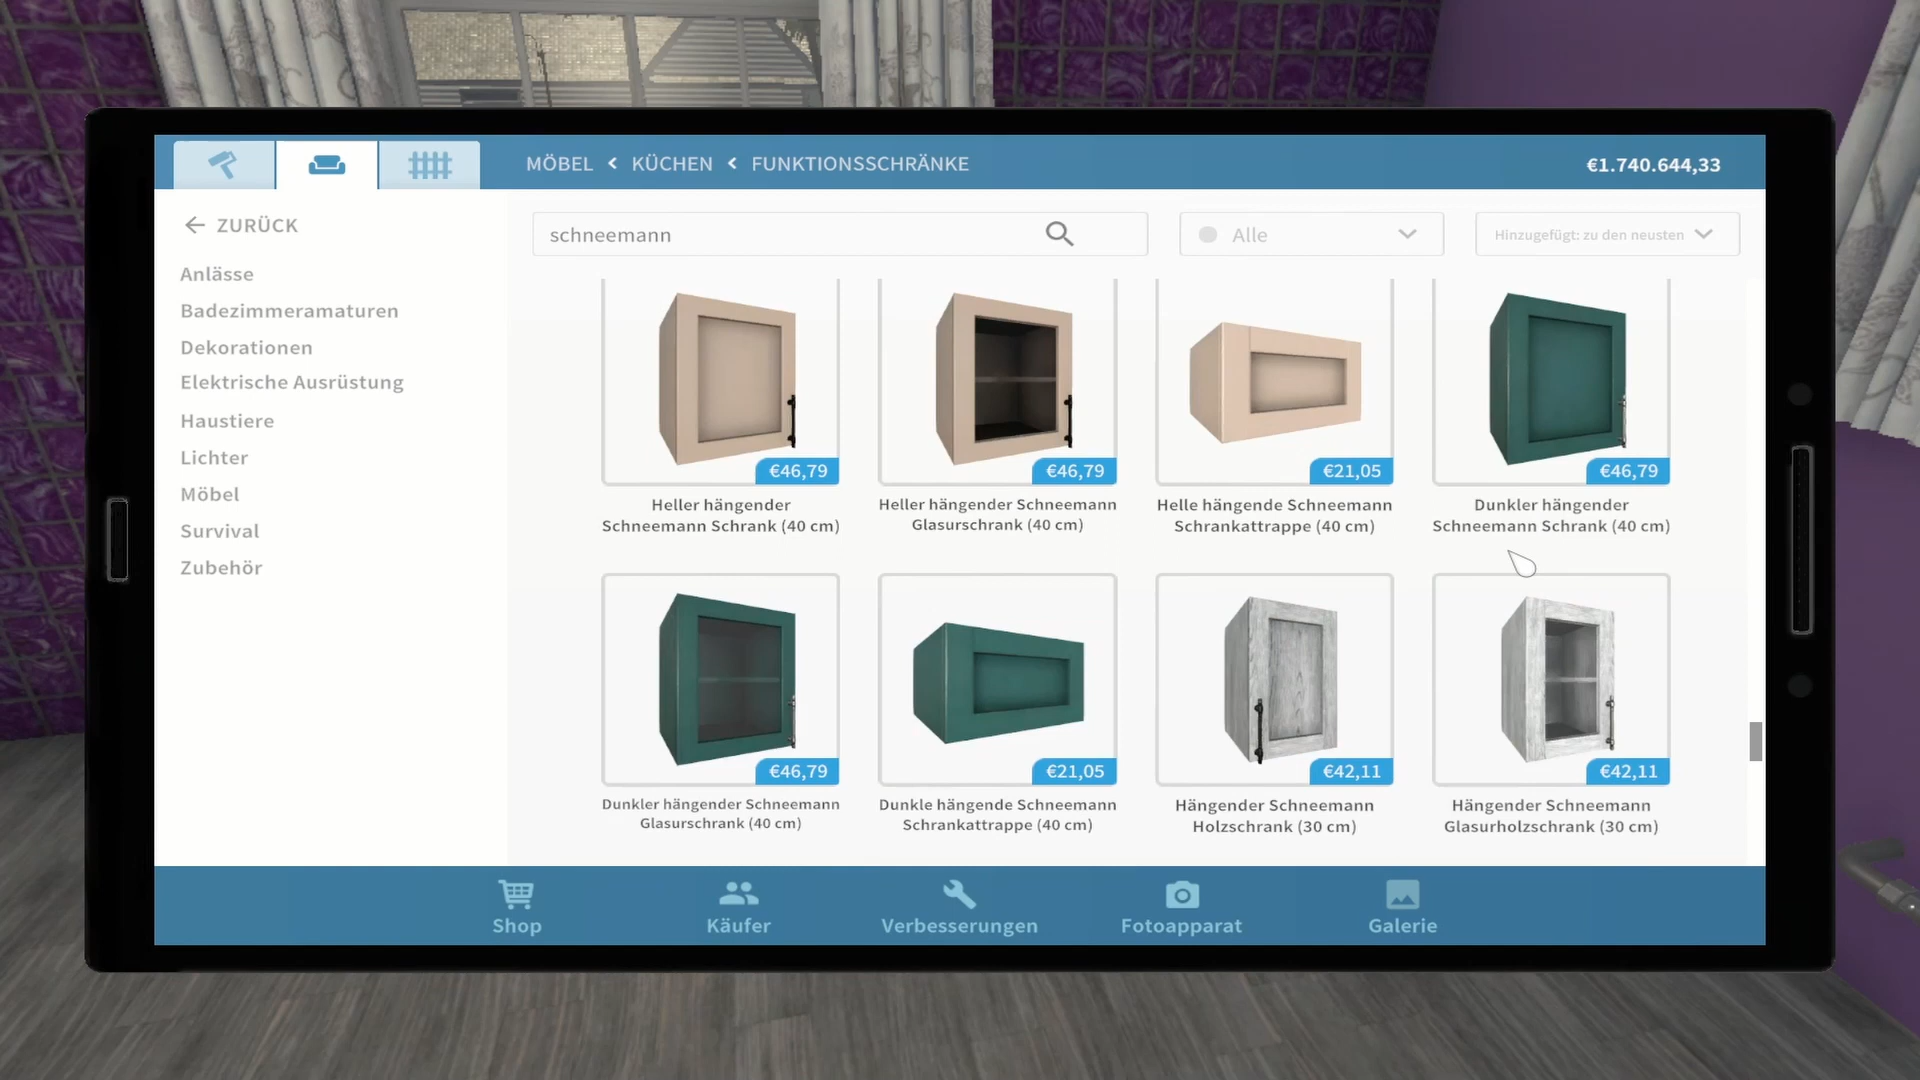 MÖBEL < KÜCHEN < FUNKTIONSSCHRÄNKE
€1.740.644,33
ZURÜCK
Anlässe
Badezimmeramaturen
Dekorationen
Elektrische Ausrüstung
Haustiere
Lichter
Möbel
Survival
Zubehör
schneemann
Alle
Hinzugefügt: zu den neusten
€46,79
Heller hängender
Schneemann Schrank (40 cm)
€46,79
Heller hängender Schneemann
Glasurschrank (40 cm)
€21,05
Helle hängende Schneemann
Schrankattrappe (40 cm)
€46,79
Dunkler hängender
Schneemann Schrank (40 cm)
€46,79
Dunkler hängender Schneemann
Glasurschrank (40 cm)
€21,05
Dunkle hängende Schneemann
Schrankattrappe (40 cm)
€42,11
Hängender Schneemann
Holzschrank (30 cm)
€42,11
Hängender Schneemann
Glasurholzschrank (30 cm)
Shop
Käufer
Verbesserungen
Fotoapparat
Galerie